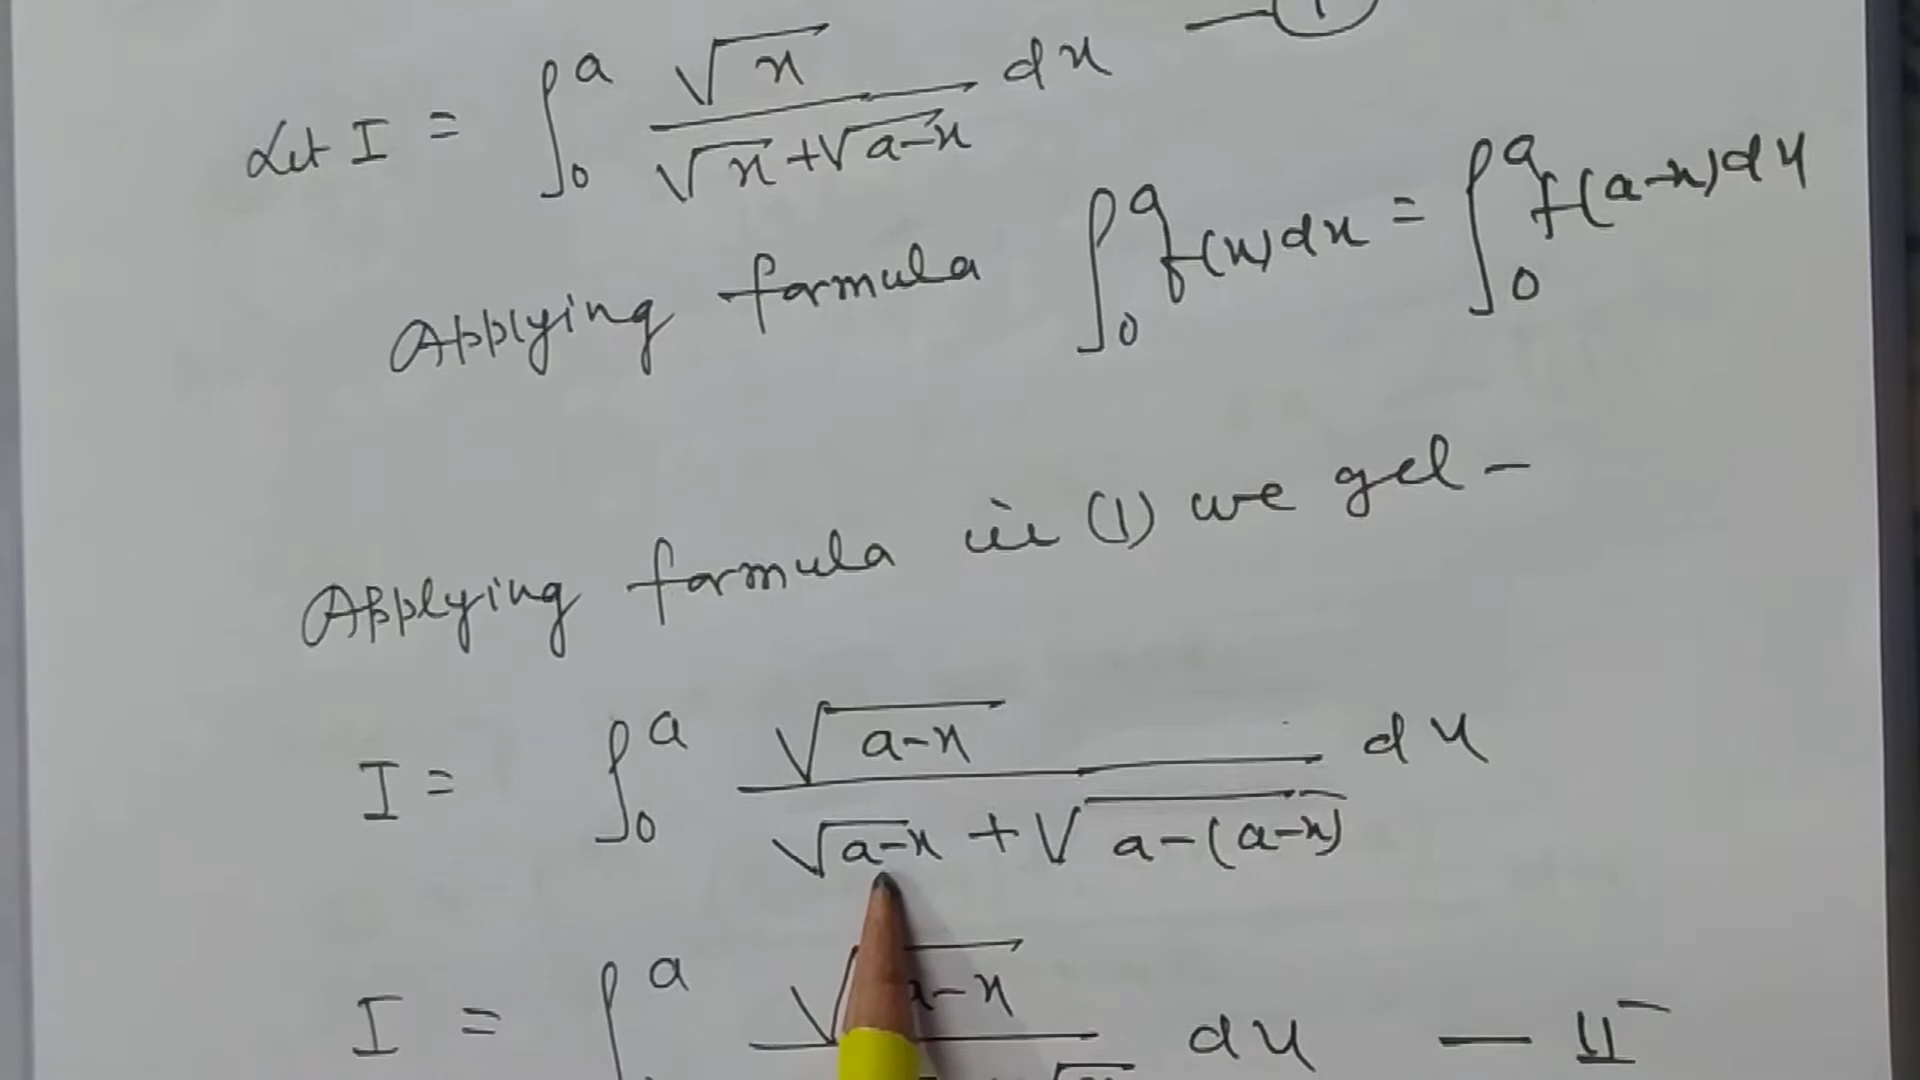 Let I = ∫₀ᵃ √x / (√x + √(a-x)) dx — (1)
Applying formula ∫₀ᵃ f(x)dx = ∫₀ᵃ f(a-x)dx
Applying formula in (1) we get -
I = ∫₀ᵃ √(a-x) / (√(a-x) + √(a-(a-x))) dx
I = ∫ᵃ √(a-x) / dx — II